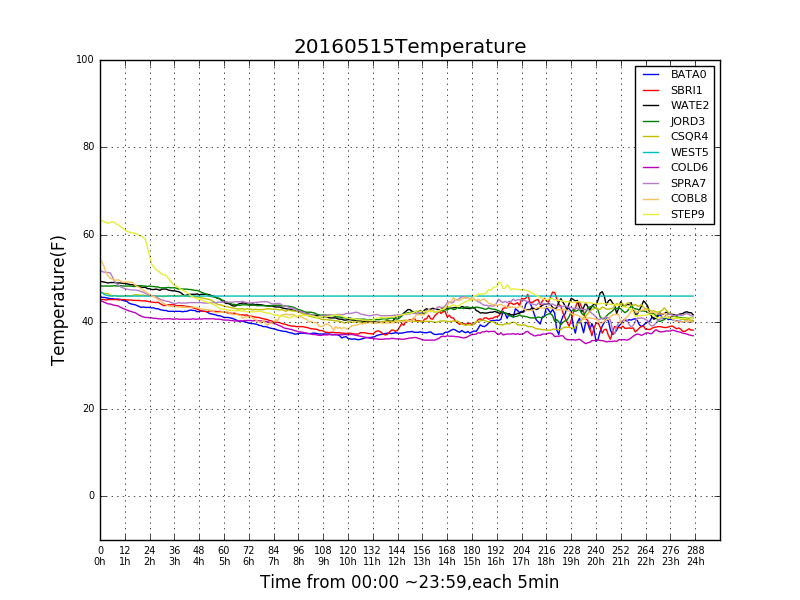 20160515Temperature
100
80
60
40
20
0
Temperature(F)
BATA0
SBRI1
WATE2
JORD3
CSQR4
WEST5
COLD6
SPRA7
COBL8
STEP9
0 12 24 36 48 60 72 84 96 108 120 132 144 156 168 180 192 204 216 228 240 252 264 276 288
0h 1h 2h 3h 4h 5h 6h 7h 8h 9h 10h 11h 12h 13h 14h 15h 16h 17h 18h 19h 20h 21h 22h 23h 24h
Time from 00:00 ~23:59,each 5min